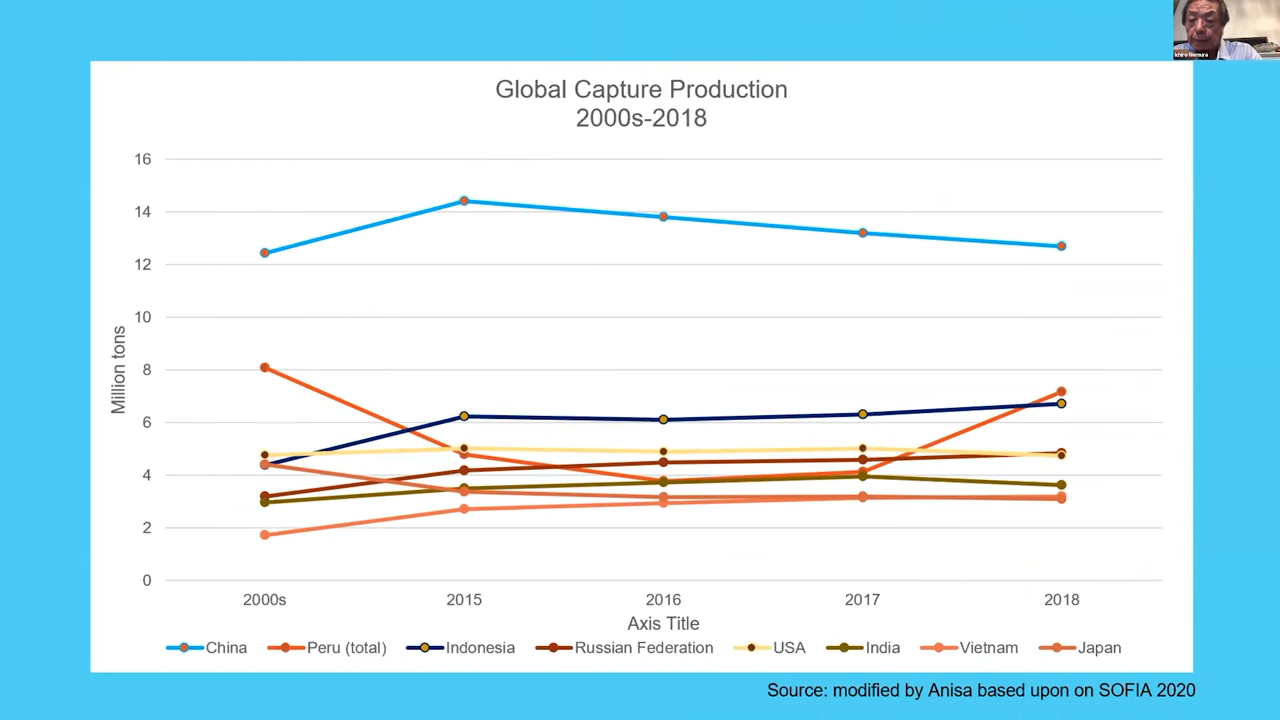 Ichiro Nomura
Global Capture Production
2000s-2018
16
14
12
10
8
6
4
2
0
Million tons
2000s 2015 2016 2017 2018
Axis Title
China Peru (total) Indonesia Russian Federation USA India Vietnam Japan
Source: modified by Anisa based upon on SOFIA 2020